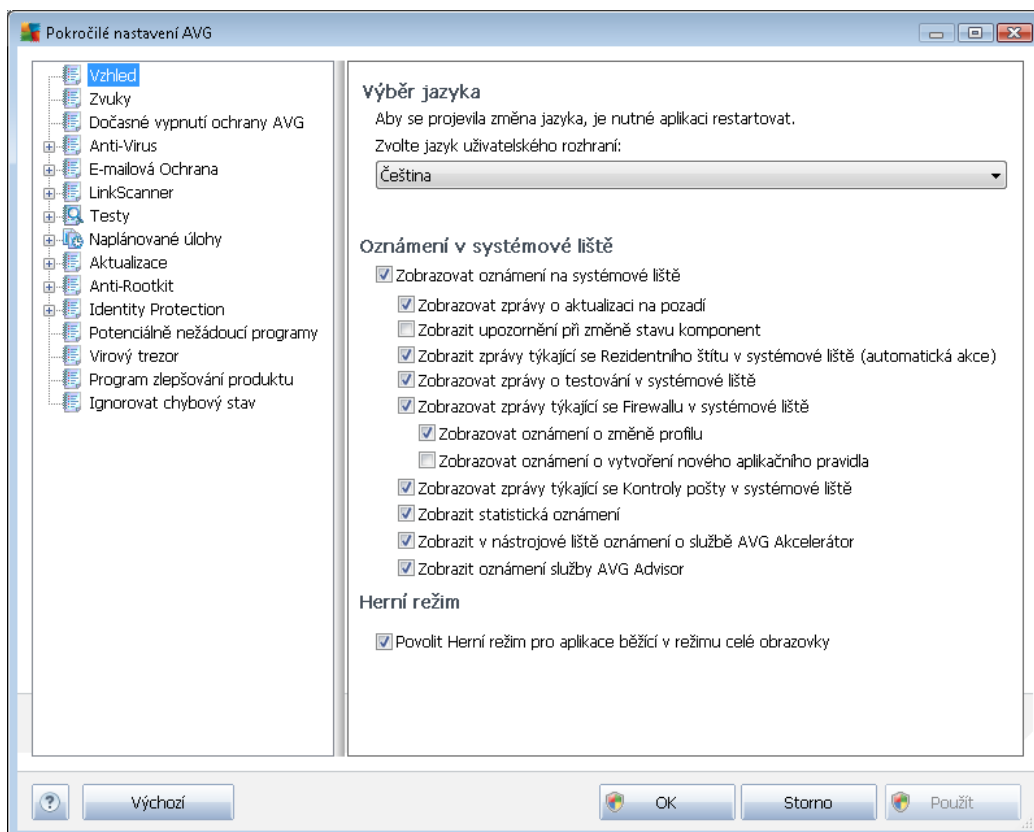 Pokročilé nastavení AVG
Vzhled
Zvuky
Dočasné vypnutí ochrany AVG
Anti-Virus
E-mailová Ochrana
LinkScanner
Testy
Naplánované úlohy
Aktualizace
Anti-Rootkit
Identity Protection
Potenciálně nežádoucí programy
Virový trezor
Program zlepšování produktu
Ignorovat chybový stav
Výběr jazyka
Aby se projevila změna jazyka, je nutné aplikaci restartovat.
Zvolte jazyk uživatelského rozhraní:
Čeština
Oznámení v systémové liště
Zobrazovat oznámení na systémové liště
Zobrazovat zprávy o aktualizaci na pozadí
Zobrazit upozornění při změně stavu komponent
Zobrazit zprávy týkající se Rezidentního štítu v systémové liště (automatická akce)
Zobrazovat zprávy o testování v systémové liště
Zobrazovat zprávy týkající se Firewallu v systémové liště
Zobrazovat oznámení o změně profilu
Zobrazovat oznámení o vytvoření nového aplikačního pravidla
Zobrazovat zprávy týkající se Kontroly pošty v systémové liště
Zobrazit statistická oznámení
Zobrazit v nástrojové liště oznámení o službě AVG Akcelerátor
Zobrazit oznámení služby AVG Advisor
Herní režim
Povolit Herní režim pro aplikace běžící v režimu celé obrazovky
? Výchozí OK Storno Použít